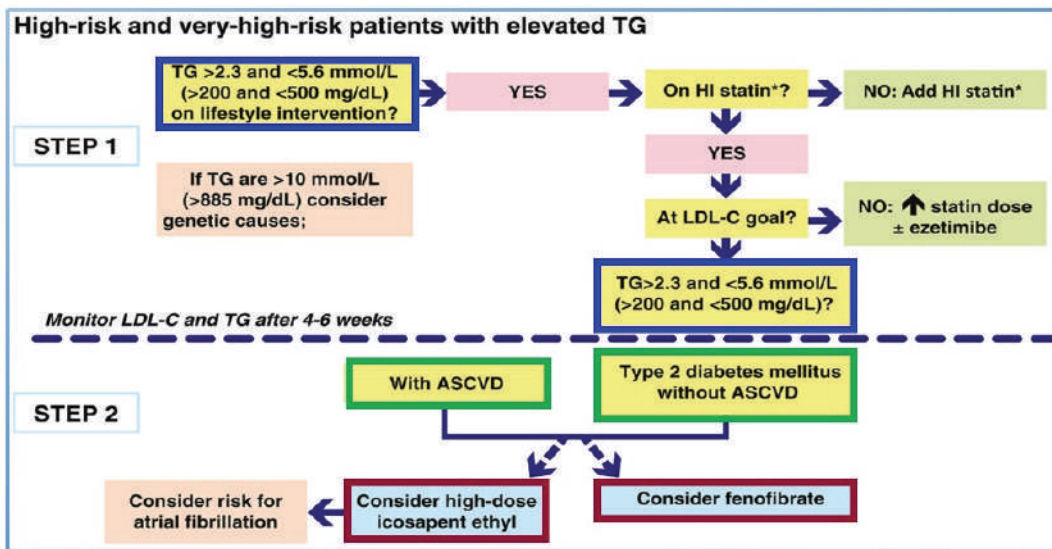 High-risk and very-high-risk patients with elevated TG
TG >2.3 and <5.6 mmol/L
(>200 and <500 mg/dL)
on lifestyle intervention?
YES
On HI statin*?
NO: Add HI statin*
STEP 1
YES
If TG are >10 mmol/L
(>885 mg/dL) consider
genetic causes;
At LDL-C goal?
NO: ↑ statin dose
± ezetimibe
TG>2.3 and <5.6 mmol/L
(>200 and <500 mg/dL)?
Monitor LDL-C and TG after 4-6 weeks
With ASCVD
Type 2 diabetes mellitus
without ASCVD
STEP 2
Consider risk for
atrial fibrillation
Consider high-dose
icosapent ethyl
Consider fenofibrate